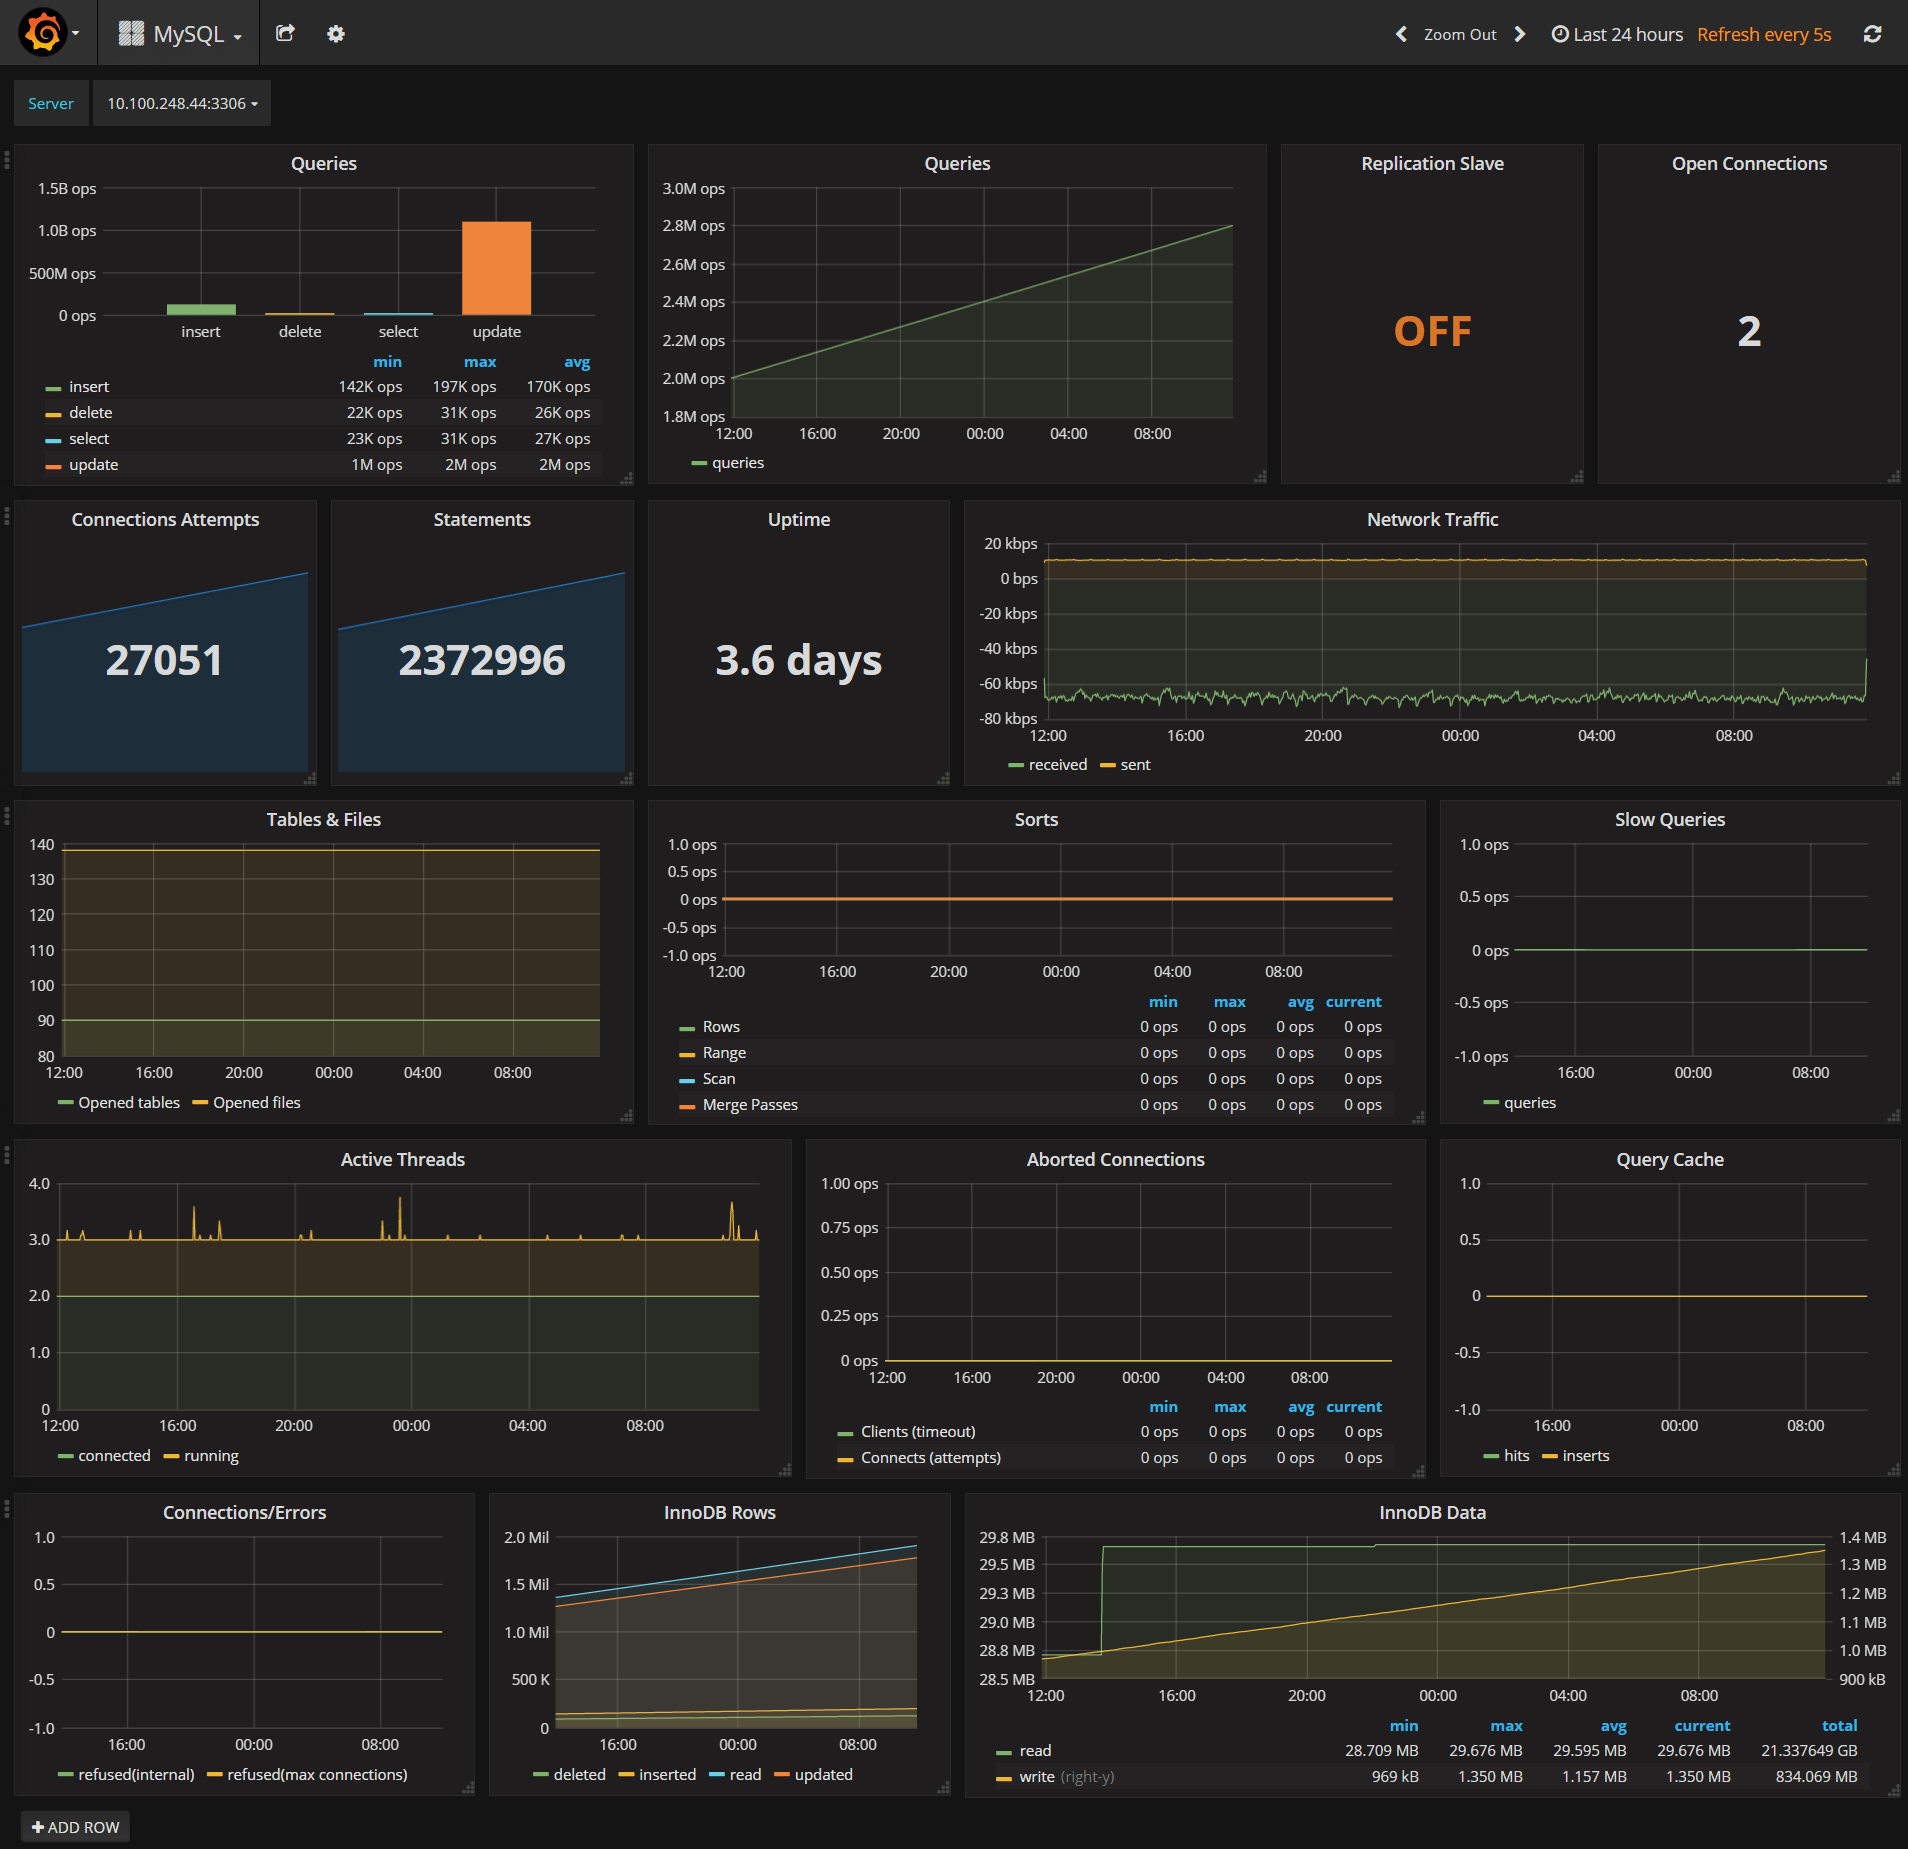 MySQL
Zoom Out
Last 24 hours
Refresh every 5s
Server
10.100.248.44:3306
Queries
1.5B ops
1.0B ops
500M ops
0 ops
insert delete select update
min max avg
insert 142K ops 197K ops 170K ops
delete 22K ops 31K ops 26K ops
select 23K ops 31K ops 27K ops
update 1M ops 2M ops 2M ops
Queries
3.0M ops
2.8M ops
2.6M ops
2.4M ops
2.2M ops
2.0M ops
1.8M ops
12:00 16:00 20:00 00:00 04:00 08:00
queries
Replication Slave
OFF
Open Connections
2
Connections Attempts
27051
Statements
2372996
Uptime
3.6 days
Network Traffic
20 kbps
0 bps
-20 kbps
-40 kbps
-60 kbps
-80 kbps
12:00 16:00 20:00 00:00 04:00 08:00
received sent
Tables & Files
140
130
120
110
100
90
80
12:00 16:00 20:00 00:00 04:00 08:00
Opened tables Opened files
Sorts
1.0 ops
0.5 ops
0 ops
-0.5 ops
-1.0 ops
12:00 16:00 20:00 00:00 04:00 08:00
min max avg current
Rows 0 ops 0 ops 0 ops 0 ops
Range 0 ops 0 ops 0 ops 0 ops
Scan 0 ops 0 ops 0 ops 0 ops
Merge Passes 0 ops 0 ops 0 ops 0 ops
Slow Queries
1.0 ops
0.5 ops
0 ops
-0.5 ops
-1.0 ops
16:00 00:00 08:00
queries
Active Threads
4.0
3.0
2.0
1.0
0
12:00 16:00 20:00 00:00 04:00 08:00
connected running
Aborted Connections
1.00 ops
0.75 ops
0.50 ops
0.25 ops
0 ops
12:00 16:00 20:00 00:00 04:00 08:00
min max avg current
Clients (timeout) 0 ops 0 ops 0 ops 0 ops
Connects (attempts) 0 ops 0 ops 0 ops 0 ops
Query Cache
1.0
0.5
0
-0.5
-1.0
16:00 00:00 08:00
hits inserts
Connections/Errors
1.0
0.5
0
-0.5
-1.0
16:00 00:00 08:00
refused(internal) refused(max connections)
InnoDB Rows
2.0 Mil
1.5 Mil
1.0 Mil
500 K
0
16:00 00:00 08:00
deleted inserted read updated
InnoDB Data
29.8 MB 1.4 MB
29.5 MB 1.3 MB
29.3 MB 1.2 MB
29.0 MB 1.1 MB
28.8 MB 1.0 MB
28.5 MB 900 kB
12:00 16:00 20:00 00:00 04:00 08:00
min max avg current total
read 28.709 MB 29.676 MB 29.595 MB 29.676 MB 21.337649 GB
write (right-y) 969 kB 1.350 MB 1.157 MB 1.350 MB 834.069 MB
ADD ROW